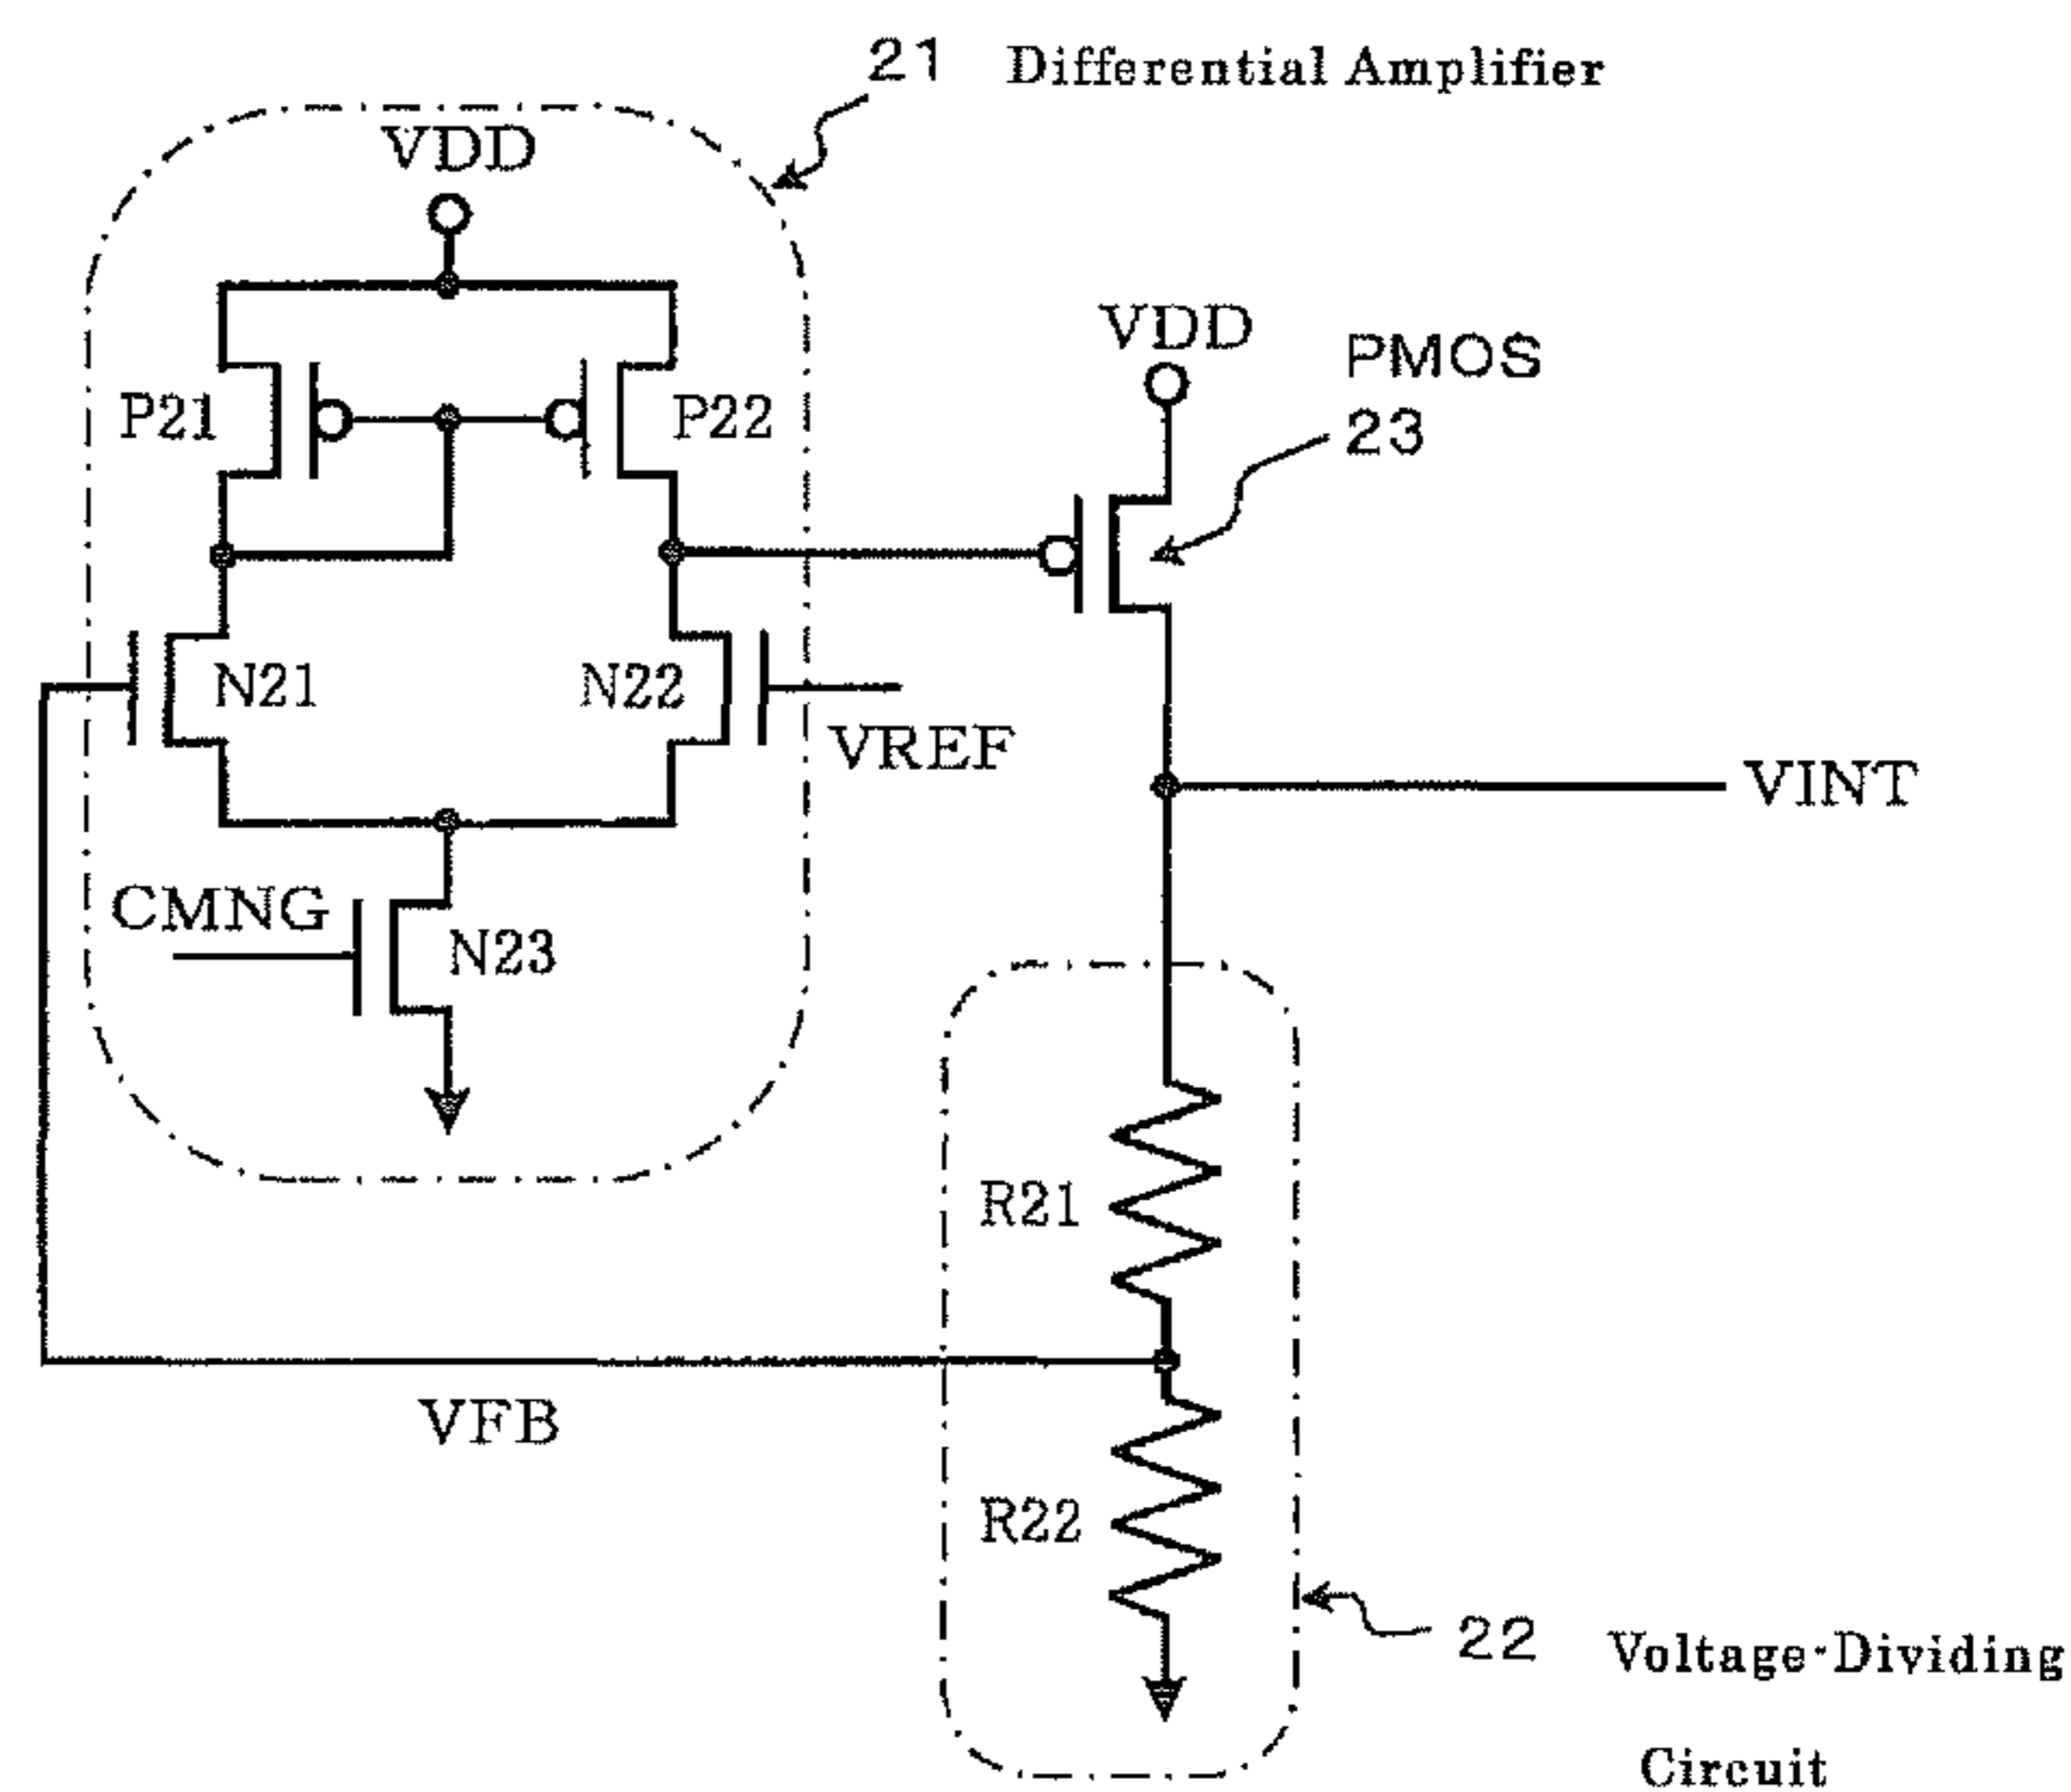 21 Differential Amplifier
VDD
VDD
PMOS
23
P21
P22
N21
N22
VREF
VINT
CMNG
N23
R21
VFB
R22
22 Voltage-Dividing
Circuit